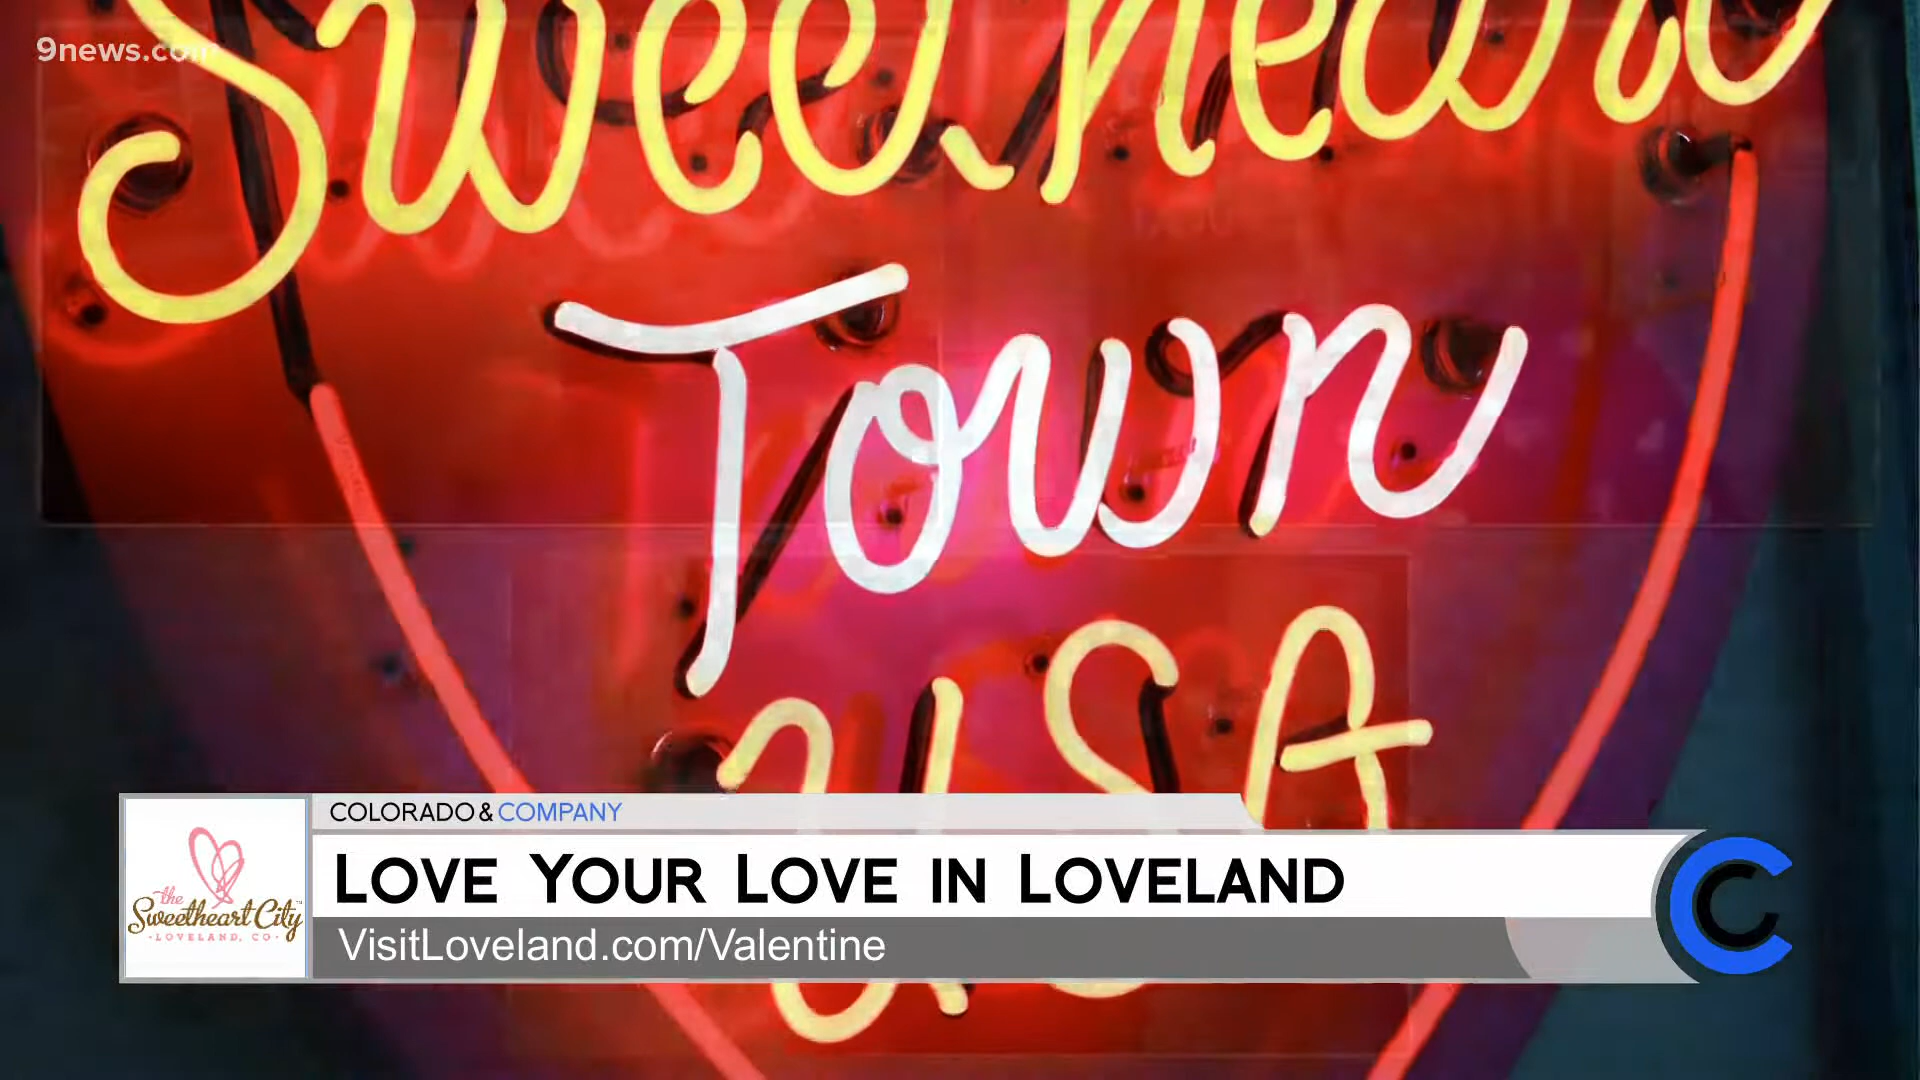 9news.com
Sweetheart
Town
USA
COLORADO & COMPANY
LOVE YOUR LOVE IN LOVELAND
VisitLoveland.com/Valentine
the
Sweetheart City™
· LOVELAND, CO ·